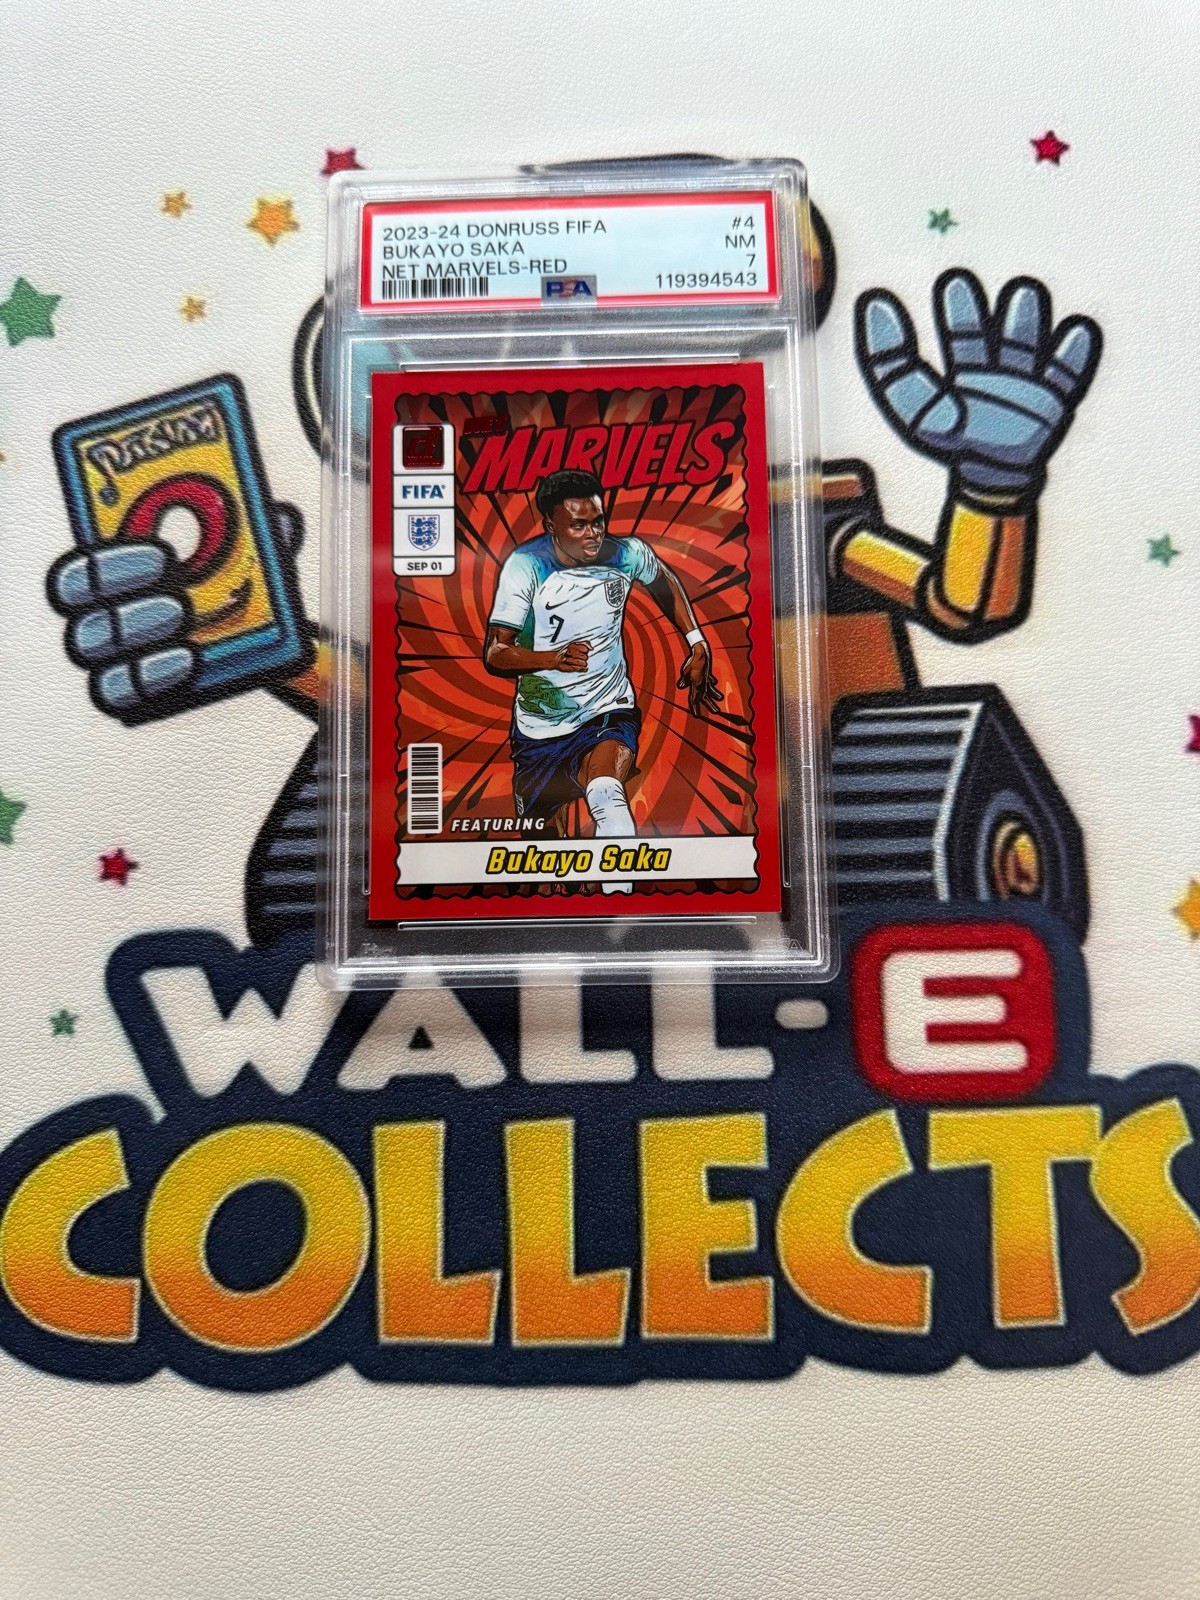 2023-24 DONRUSS FIFA #4
BUKAYO SAKA NM
NET MARVELS-RED 7
PSA 119394543
MARVELS
FIFA
SEP 01
7
FEATURING
Bukayo Saka
WALL-E
COLLECTS